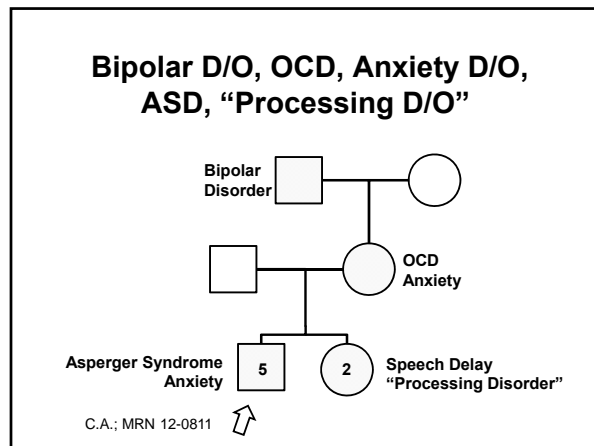 Bipolar D/O, OCD, Anxiety D/O,
ASD, “Processing D/O”
Bipolar
Disorder
OCD
Anxiety
Asperger Syndrome
Anxiety
5
2
Speech Delay
“Processing Disorder”
C.A.; MRN 12-0811